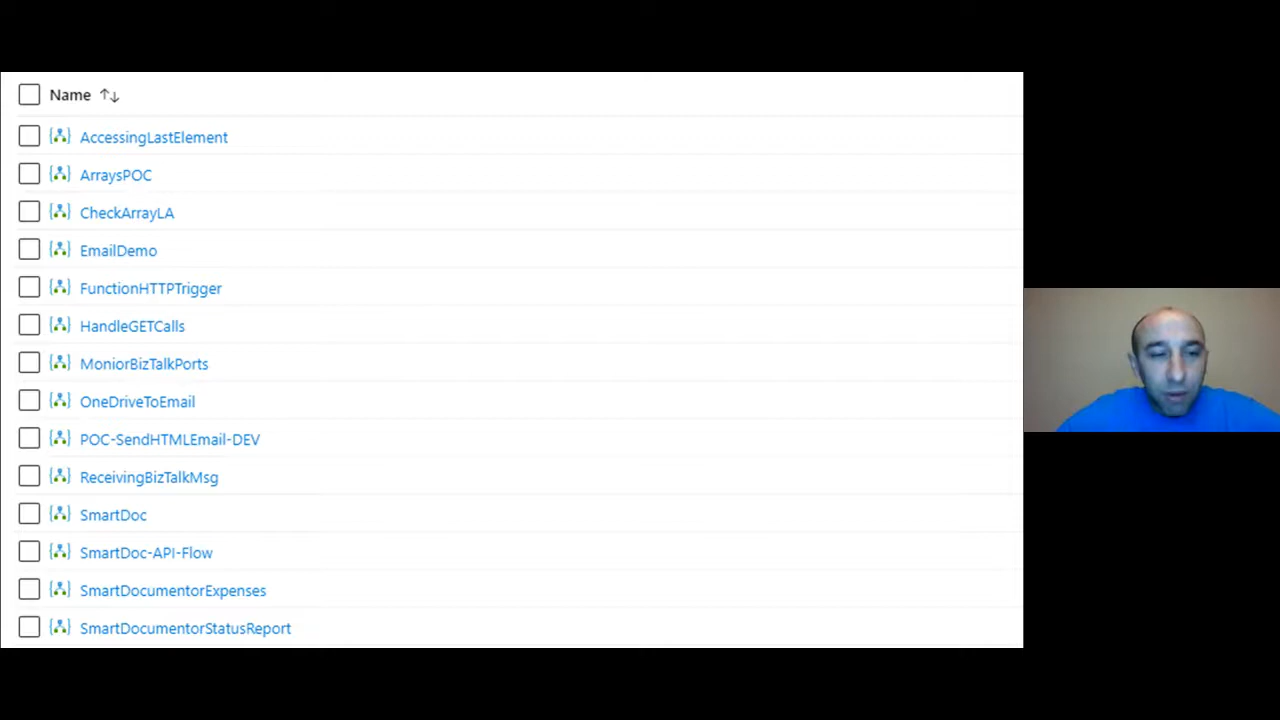 Name
AccessingLastElement
ArraysPOC
CheckArrayLA
EmailDemo
FunctionHTTPTrigger
HandleGETCalls
MoniorBizTalkPorts
OneDriveToEmail
POC-SendHTMLEmail-DEV
ReceivingBizTalkMsg
SmartDoc
SmartDoc-API-Flow
SmartDocumentorExpenses
SmartDocumentorStatusReport